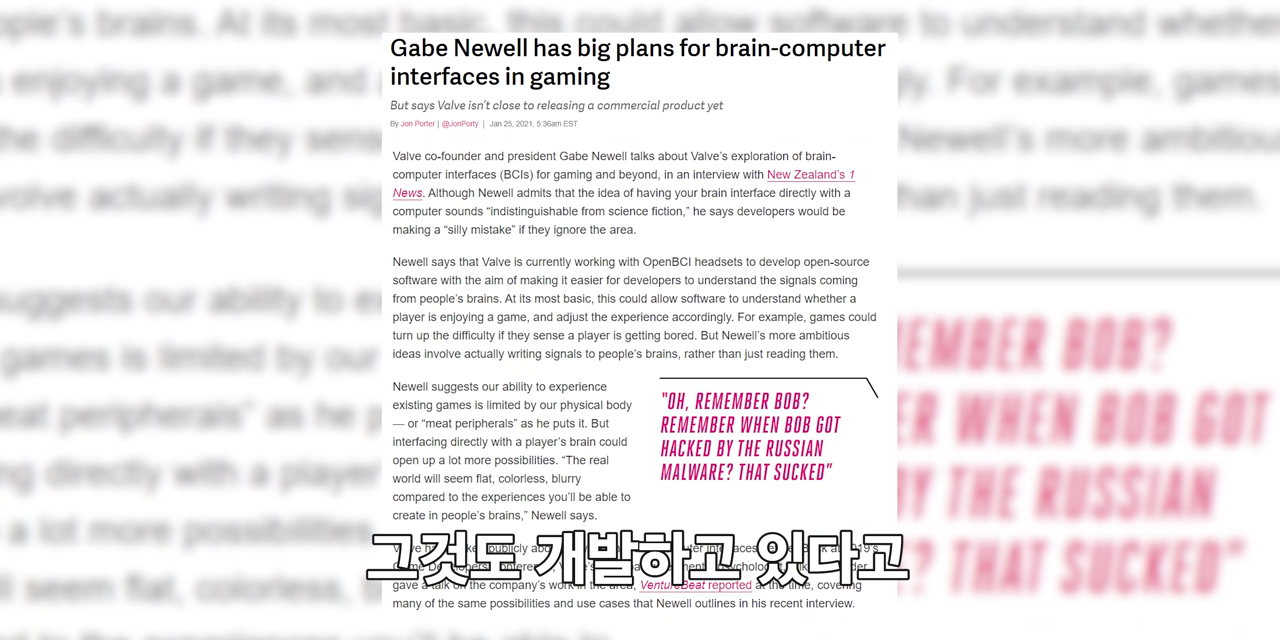 Gabe Newell has big plans for brain-computer
interfaces in gaming
But says Valve isn't close to releasing a commercial product yet
By Jon Porter | @JonPorty | Jan 25, 2021, 5:36am EST
Valve co-founder and president Gabe Newell talks about Valve's exploration of brain-
computer interfaces (BCIs) for gaming and beyond, in an interview with New Zealand's 1
News. Although Newell admits that the idea of having your brain interface directly with a
computer sounds “indistinguishable from science fiction,” he says developers would be
making a “silly mistake” if they ignore the area.
Newell says that Valve is currently working with OpenBCI headsets to develop open-source
software with the aim of making it easier for developers to understand the signals coming
from people's brains. At its most basic, this could allow software to understand whether a
player is enjoying a game, and adjust the experience accordingly. For example, games could
turn up the difficulty if they sense a player is getting bored. But Newell's more ambitious
ideas involve actually writing signals to people's brains, rather than just reading them.
Newell suggests our ability to experience
existing games is limited by our physical body
— or “meat peripherals” as he puts it. But
interfacing directly with a player's brain could
open up a lot more possibilities. “The real
world will seem flat, colorless, blurry
compared to the experiences you'll be able to
create in people's brains,” Newell says.
"OH, REMEMBER BOB?
REMEMBER WHEN BOB GOT
HACKED BY THE RUSSIAN
MALWARE? THAT SUCKED"
그것도 개발하고 있다고
gave a talk on the company's work in the area, VentureBeat reported at the time, covering
many of the same possibilities and use cases that Newell outlines in his recent interview.